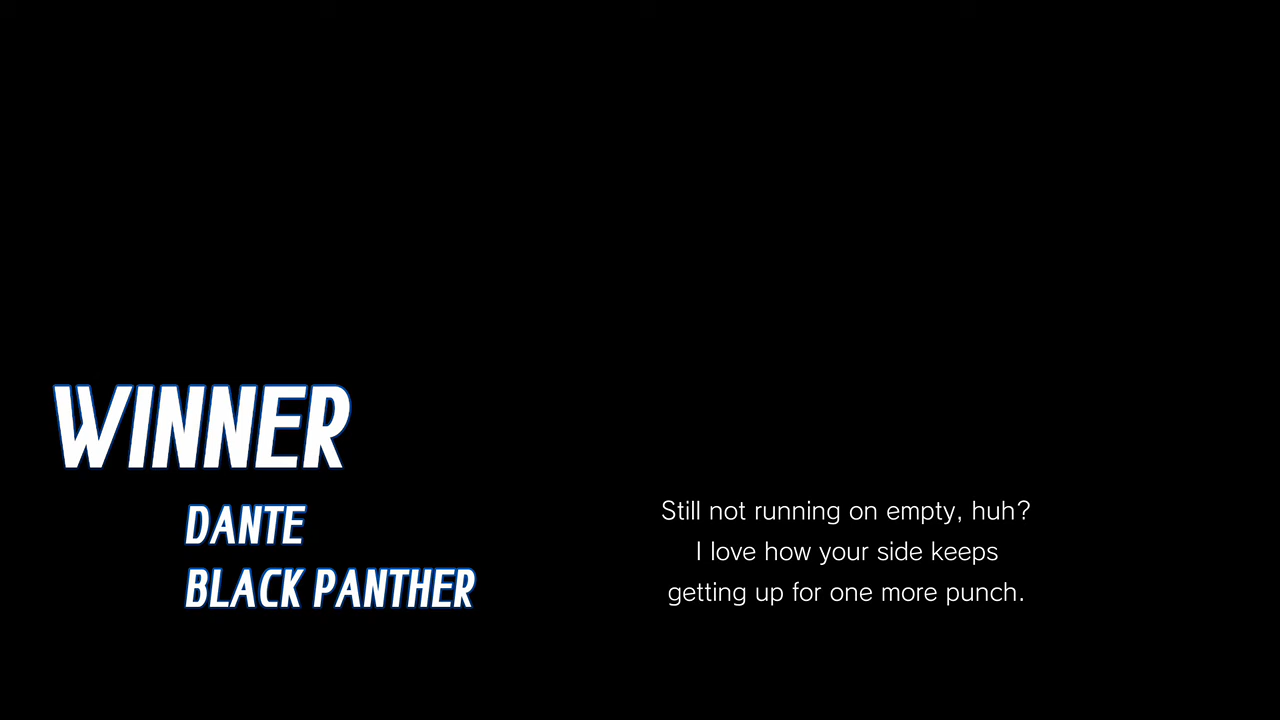 WINNER
DANTE
BLACK PANTHER
Still not running on empty, huh?
I love how your side keeps
getting up for one more punch.